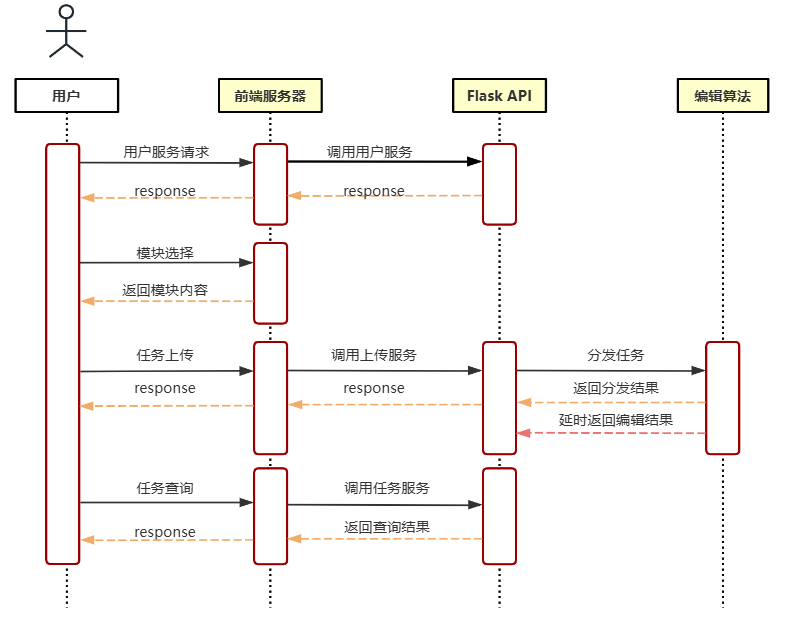 用户
前端服务器
Flask API
编辑算法
用户服务请求
调用用户服务
response
response
模块选择
返回模块内容
任务上传
调用上传服务
分发任务
response
response
返回分发结果
延时返回编辑结果
任务查询
调用任务服务
response
返回查询结果